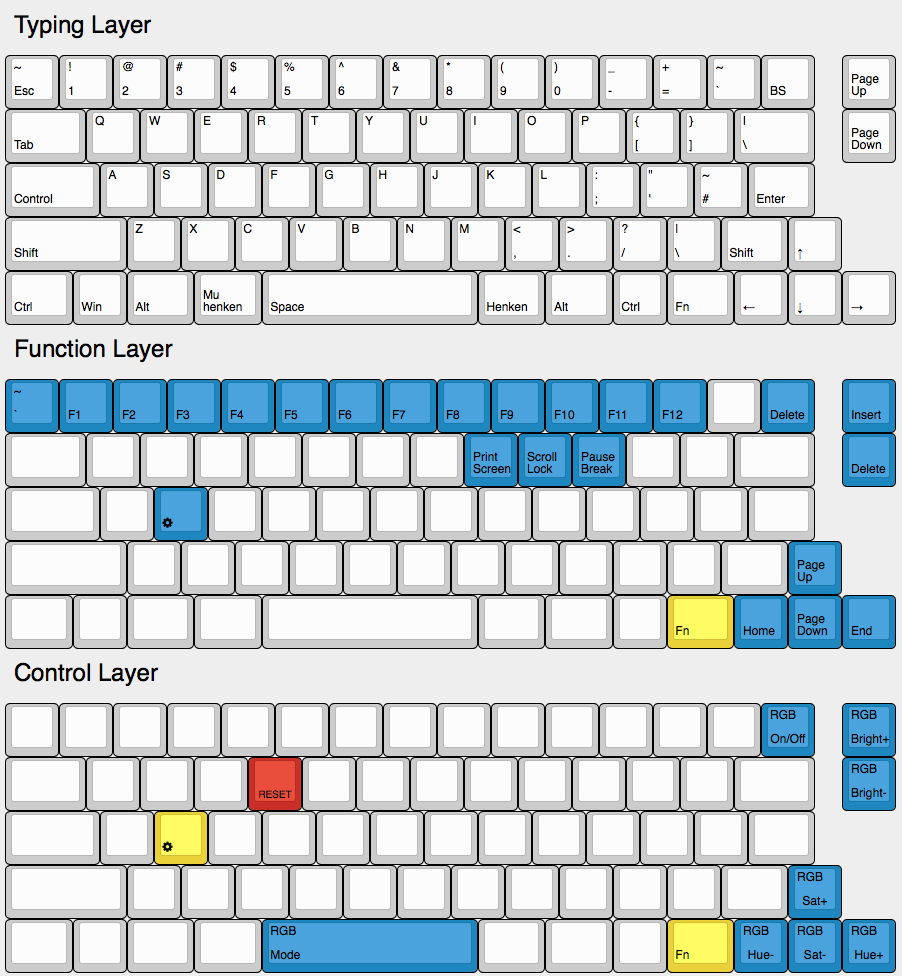 Typing Layer
~ ! @ # $ % ^ & * ( ) _ + ~
Esc 1 2 3 4 5 6 7 8 9 0 - = ` BS
Page
Up
Q W E R T Y U I O P { } |
Tab [ ] \
Page
Down
A S D F G H J K L : " ~
Control ; ' # Enter
Z X C V B N M < > ? |
Shift , . / \ Shift ↑
Mu
Ctrl Win Alt henken Space Henken Alt Ctrl Fn ← ↓ →
Function Layer
~
` F1 F2 F3 F4 F5 F6 F7 F8 F9 F10 F11 F12 Delete Insert
Print Scroll Pause
Screen Lock Break Delete
Page
Up
Fn Home Page
Down End
Control Layer
RGB RGB
On/Off Bright+
RGB
RESET Bright-
RGB
Sat+
RGB RGB RGB RGB
Mode Fn Hue- Sat- Hue+